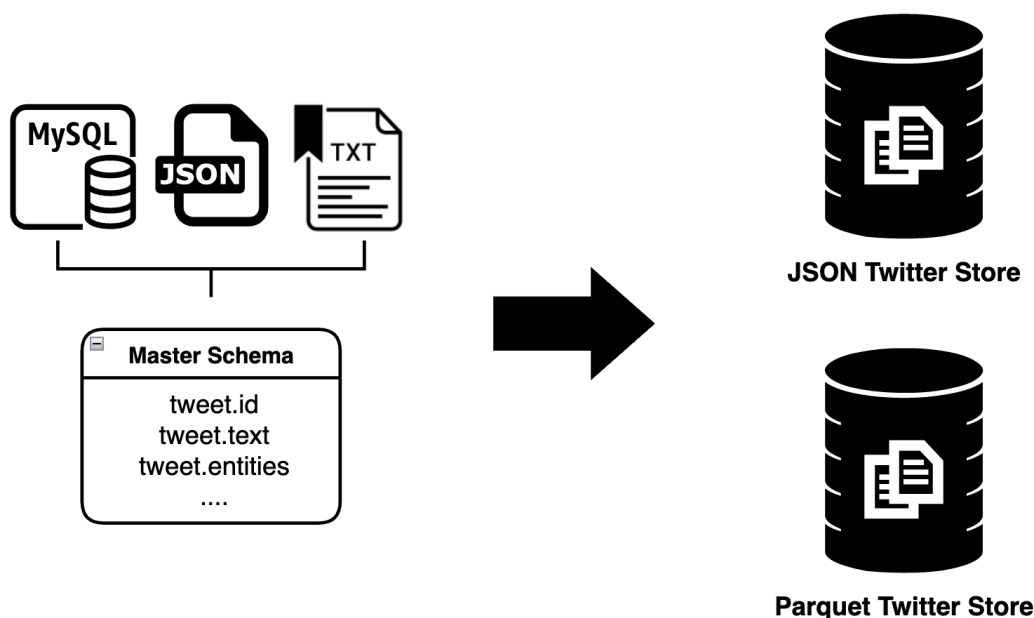 MySQL
JSON
TXT
Master Schema
tweet.id
tweet.text
tweet.entities
....
JSON Twitter Store
Parquet Twitter Store